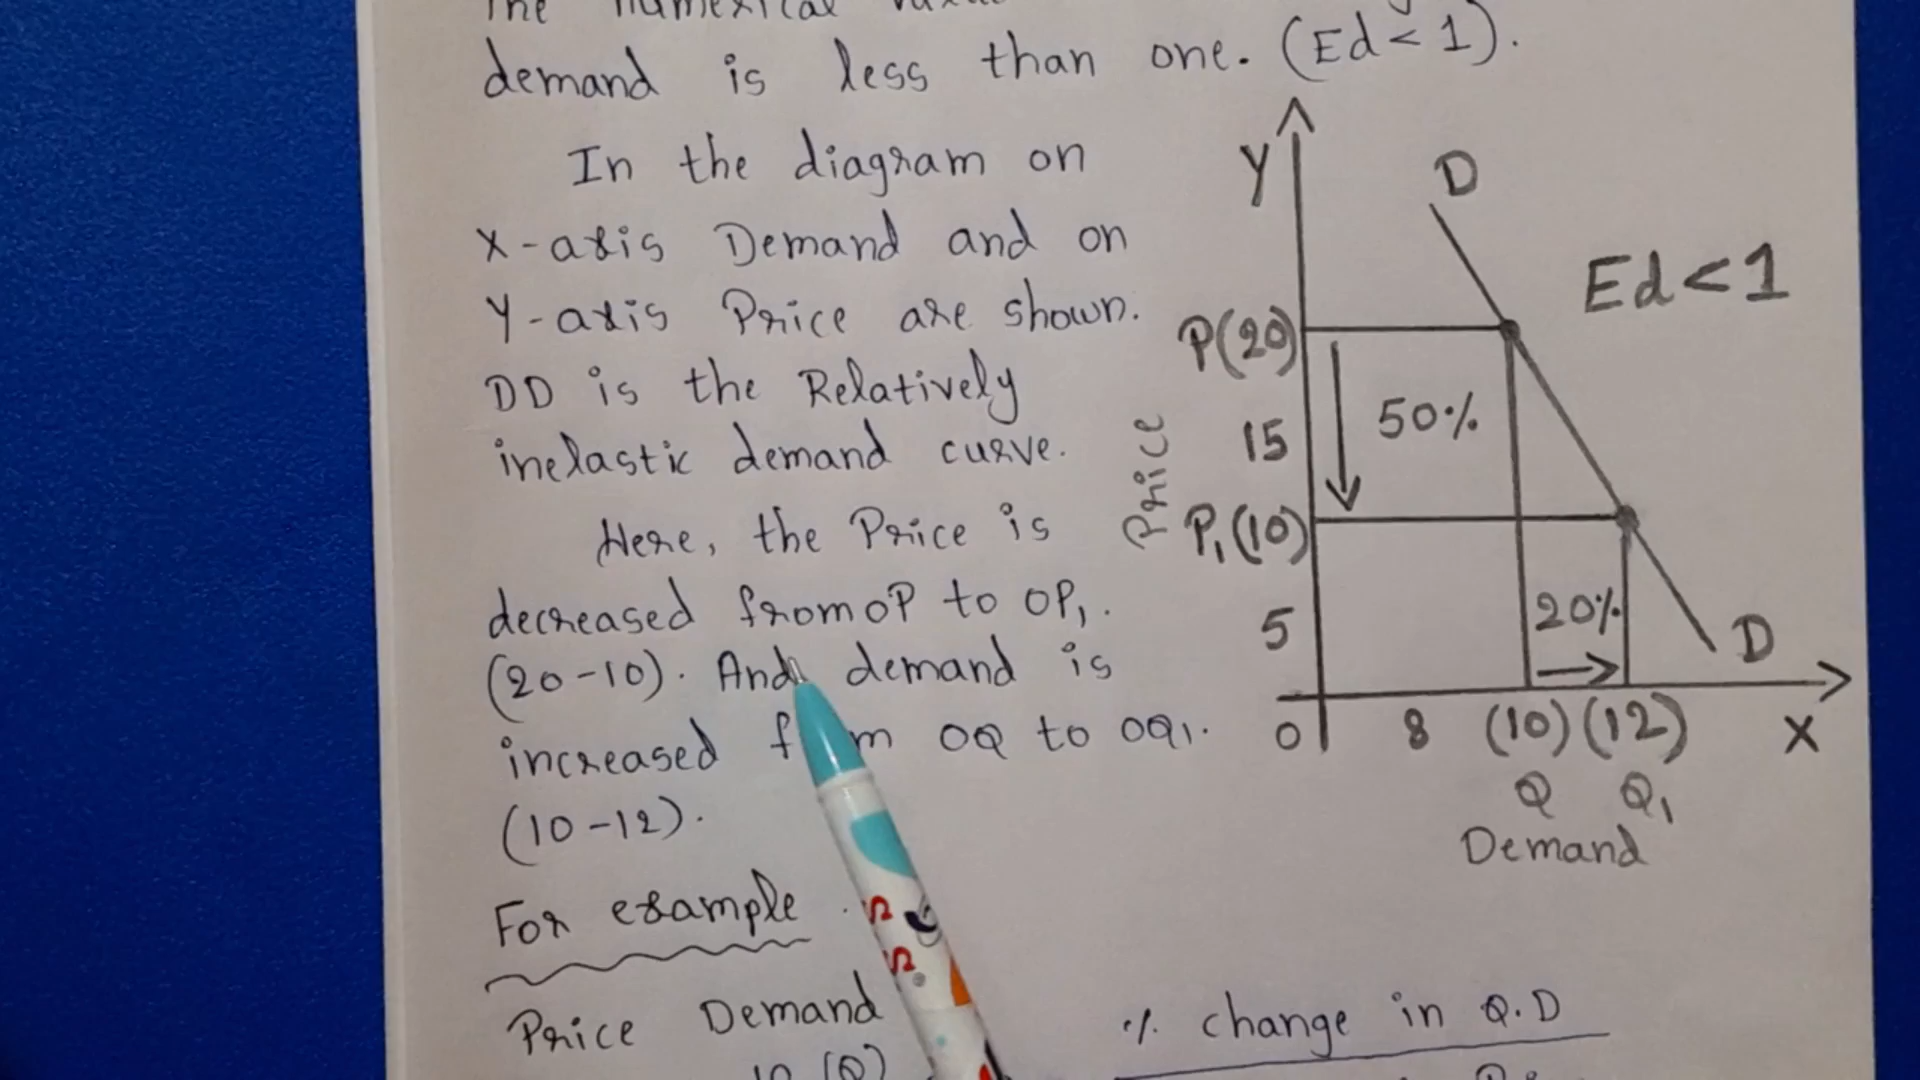 demand is less than one. (Ed < 1).
In the diagram on
X-axis Demand and on
Y-axis Price are shown.
DD is the Relatively
inelastic demand curve.
Here, the Price is
decreased from OP to OP₁.
(20-10). And demand is
increased OQ to OQ₁.
(10-12).
For example
Price Demand
10 (Q)
% change in Q.D
Y
D
Ed < 1
P(20)
50%
15
Price
P₁(10)
20%
5
D
0 8 (10) (12) X
Q Q₁
Demand